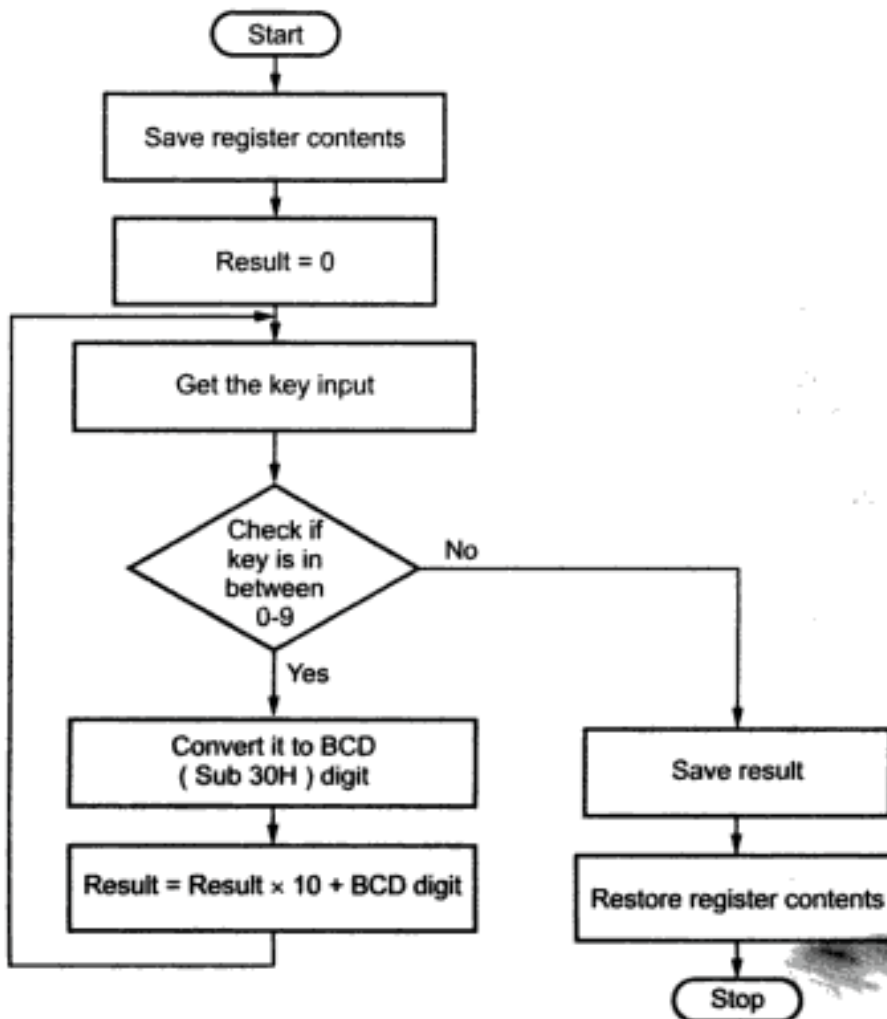 Start
Save register contents
Result = 0
Get the key input
Check if
key is in
between
0-9
No
Yes
Convert it to BCD
( Sub 30H ) digit
Result = Result × 10 + BCD digit
Save result
Restore register contents
Stop